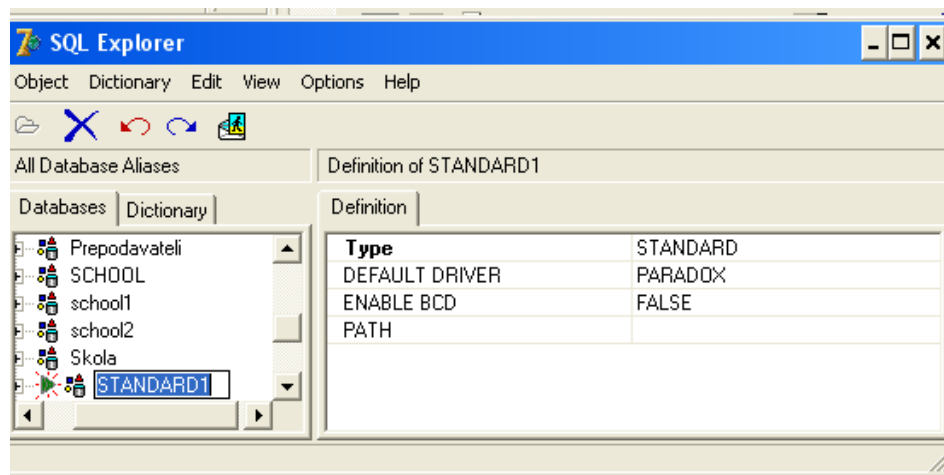 SQL Explorer
Object Dictionary Edit View Options Help
All Database Aliases
Definition of STANDARD1
Databases Dictionary
Definition
Prepodavateli
SCHOOL
school1
school2
Skola
STANDARD1
Type STANDARD
DEFAULT DRIVER PARADOX
ENABLE BCD FALSE
PATH